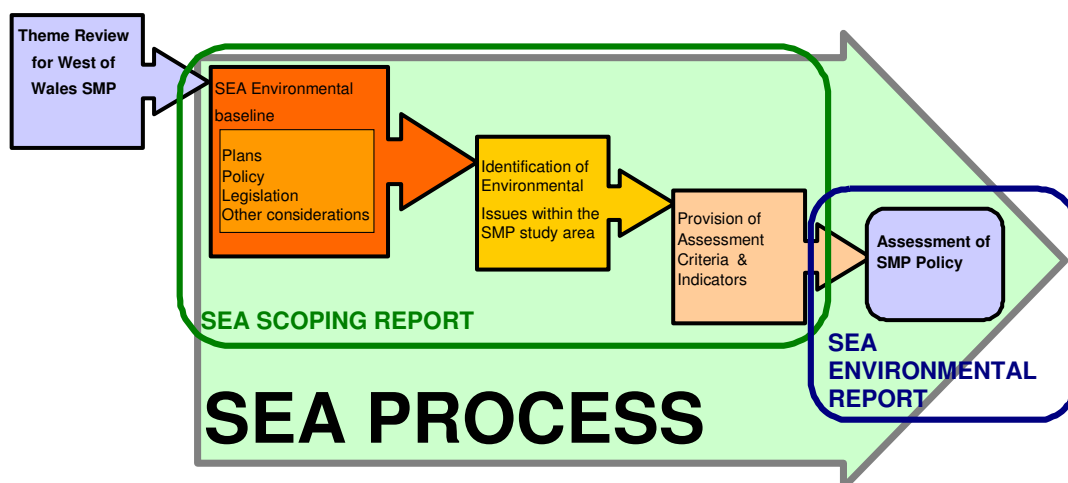 Theme Review
for West of
Wales SMP
SEA Environmental
baseline
Plans
Policy
Legislation
Other considerations
Identification of
Environmental
Issues within the
SMP study area
Provision of
Assessment
Criteria &
Indicators
Assessment of
SMP Policy
SEA SCOPING REPORT
SEA
ENVIRONMENTAL
REPORT
SEA PROCESS